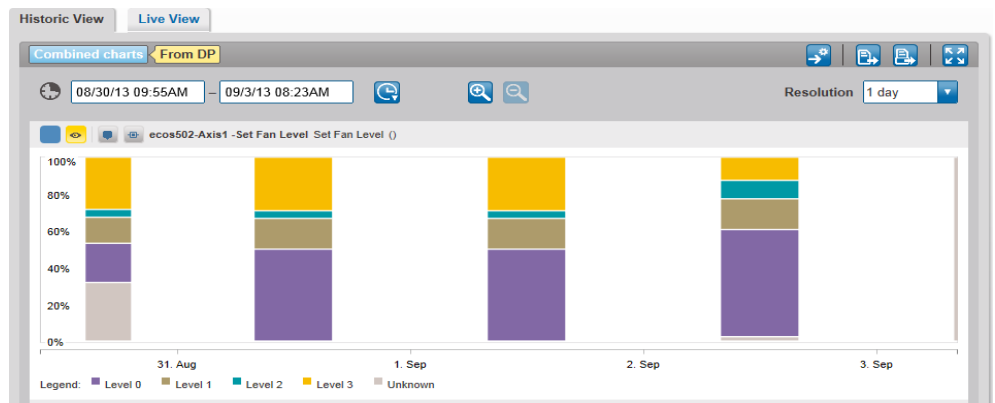 Historic View Live View
Combined charts From DP
08/30/13 09:55AM – 09/3/13 08:23AM Resolution 1 day
ecos502-Axis1 -Set Fan Level Set Fan Level ()
100%
80%
60%
40%
20%
0%
31. Aug 1. Sep 2. Sep 3. Sep
Legend: Level 0 Level 1 Level 2 Level 3 Unknown